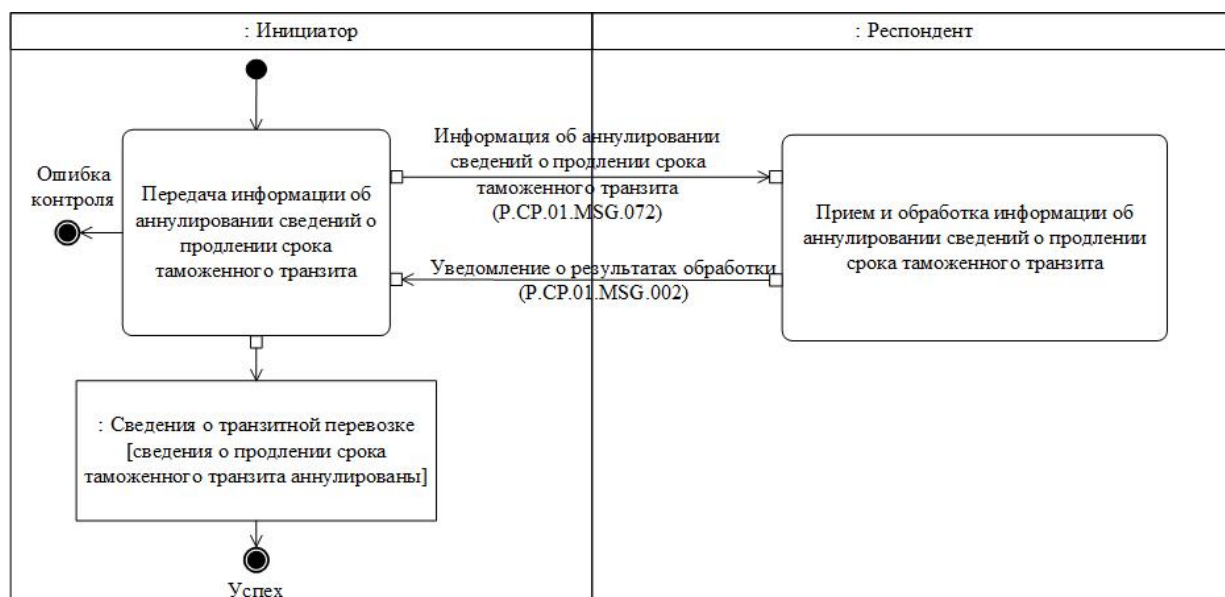 : Инициатор
: Респондент
Ошибка
контроля
Передача информации об
аннулировании сведений о
продлении срока
таможенного транзита
Информация об аннулировании
сведений о продлении срока
таможенного транзита
(P.CP.01.MSG.072)
Прием и обработка информации об
аннулировании сведений о продлении
срока таможенного транзита
Уведомление о результатах обработки
(P.CP.01.MSG.002)
: Сведения о транзитной перевозке
[сведения о продлении срока
таможенного транзита аннулированы]
Успех